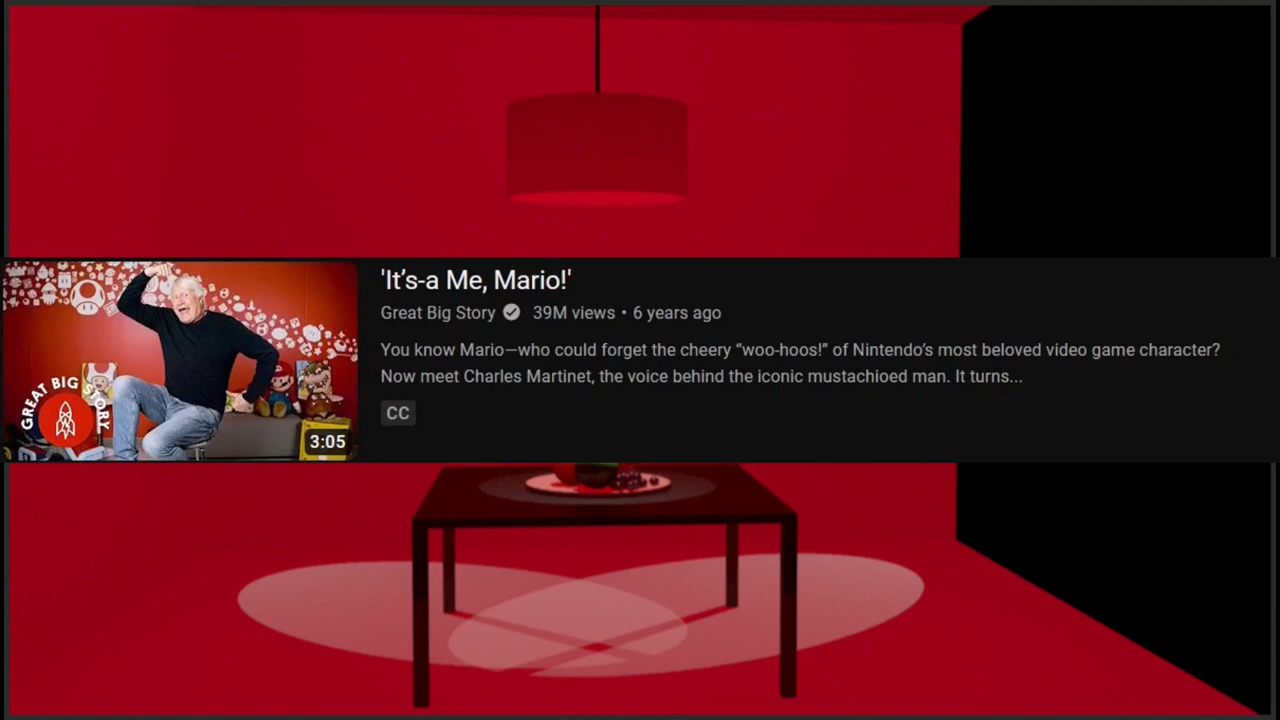 'It’s-a Me, Mario!'
Great Big Story 39M views • 6 years ago
You know Mario—who could forget the cheery “woo-hoos!” of Nintendo’s most beloved video game character?
Now meet Charles Martinet, the voice behind the iconic mustachioed man. It turns...
CC
GREAT BIG STORY
3:05